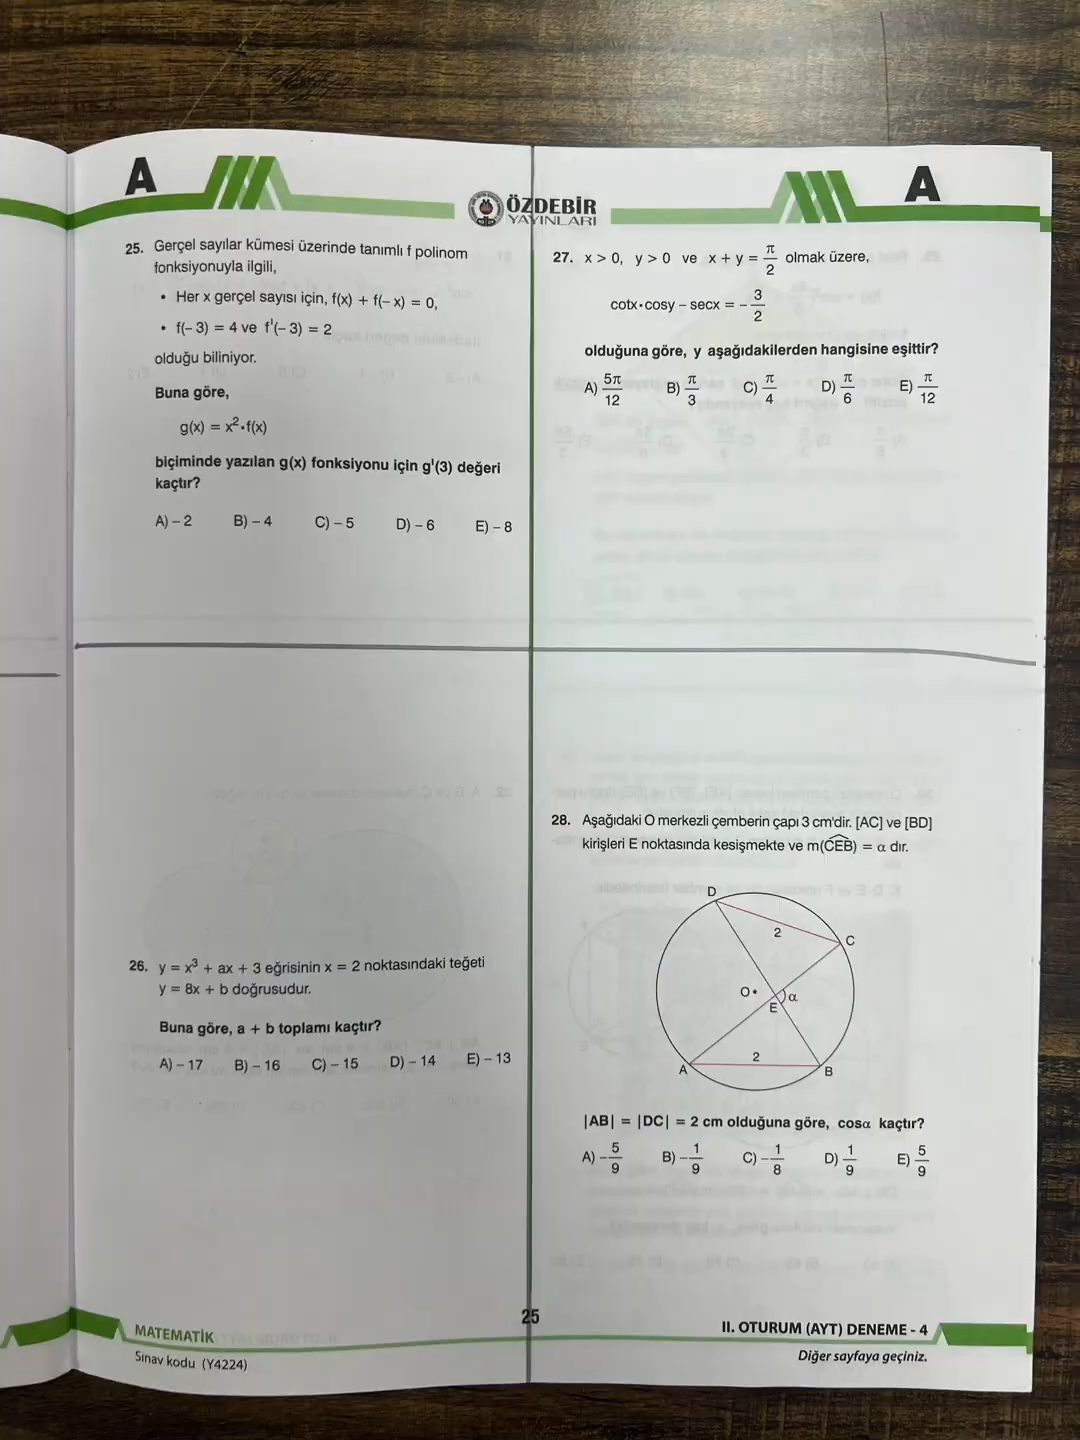 A
ÖZDEBİR
YAYINLARI
A
25. Gerçel sayılar kümesi üzerinde tanımlı f polinom
fonksiyonuyla ilgili,
• Her x gerçel sayısı için, f(x) + f(– x) = 0,
• f(– 3) = 4 ve f'(– 3) = 2
olduğu biliniyor.
Buna göre,
g(x) = x².f(x)
biçiminde yazılan g(x) fonksiyonu için g'(3) değeri
kaçtır?
A) – 2 B) – 4 C) – 5 D) – 6 E) – 8
26. y = x³ + ax + 3 eğrisinin x = 2 noktasındaki teğeti
y = 8x + b doğrusudur.
Buna göre, a + b toplamı kaçtır?
A) – 17 B) – 16 C) – 15 D) – 14 E) – 13
27. x > 0, y > 0 ve x + y = π/2 olmak üzere,
cotx.cosy – secx = – 3/2
olduğuna göre, y aşağıdakilerden hangisine eşittir?
A) 5π/12 B) π/3 C) π/4 D) π/6 E) π/12
28. Aşağıdaki O merkezli çemberin çapı 3 cm'dir. [AC] ve [BD]
kirişleri E noktasında kesişmekte ve m(CEB) = α dır.
D
2
C
O
E
α
A
2
B
|AB| = |DC| = 2 cm olduğuna göre, cosα kaçtır?
A) – 5/9 B) – 1/9 C) – 1/8 D) 1/9 E) 5/9
MATEMATİK
Sınav kodu (Y4224)
25
II. OTURUM (AYT) DENEME - 4
Diğer sayfaya geçiniz.